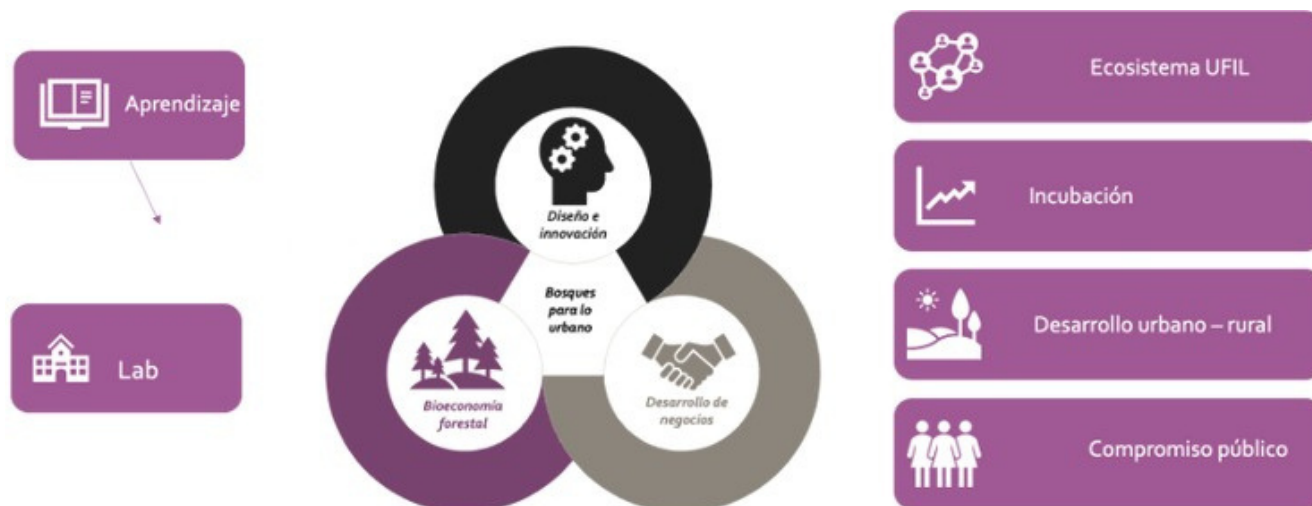 Aprendizaje
Lab
Diseño e
innovación
Bosques
para lo
urbano
Bioeconomía
forestal
Desarrollo de
negocios
Ecosistema UFIL
Incubación
Desarrollo urbano – rural
Compromiso público